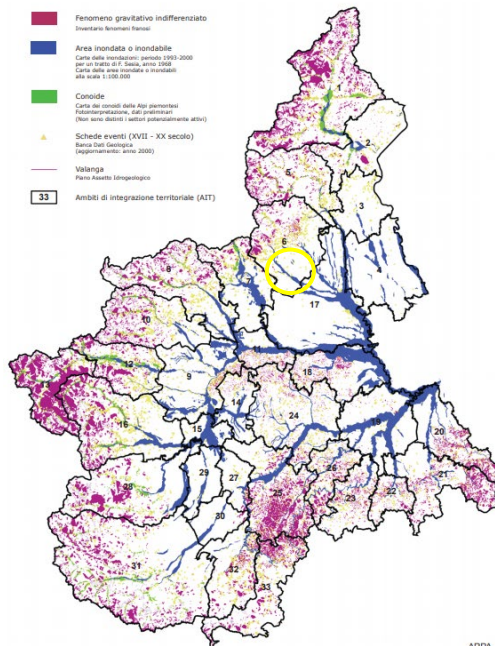 Fenomeno gravitativo indifferenziato
Inventario fenomeni franosi
Area inondata o inondabile
Carte delle inondazioni: periodo 1993-2000
per un tratto di F. Sesia, anno 1968
Carta delle aree inondate o inondabili
alla scala 1:100.000
Conoide
Carta dei conoidi delle Alpi piemontesi
Fotointerpretazione, dati preliminari
(Non sono distinti i settori potenzialmente attivi)
Schede eventi (XVII - XX secolo)
Banca Dati Geologica
(aggiornamento: anno 2000)
Valanga
Piano Assetto Idrogeologico
33 Ambiti di integrazione territoriale (AIT)
1
2
5
3
6
4
8
17
10
12
9
18
14
24
16
15
19
20
29
27
26
21
28
25
23
22
30
31
32
33
ARPA